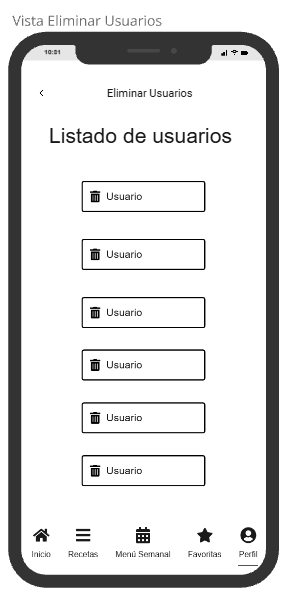 Vista Eliminar Usuarios
10:31
Eliminar Usuarios
Listado de usuarios
Usuario
Usuario
Usuario
Usuario
Usuario
Usuario
Inicio Recetas Menú Semanal Favoritas Perfil